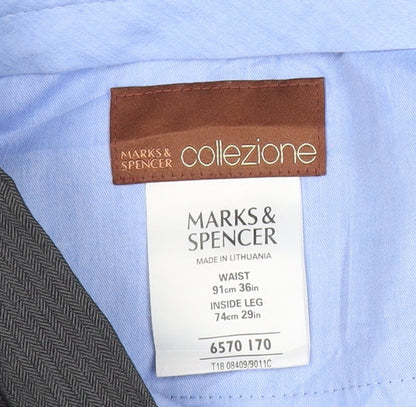 MARKS &
SPENCER collezione
MARKS &
SPENCER
MADE IN LITHUANIA
WAIST
91cm 36in
INSIDE LEG
74cm 29in
6570 170
T18 08409/9011C